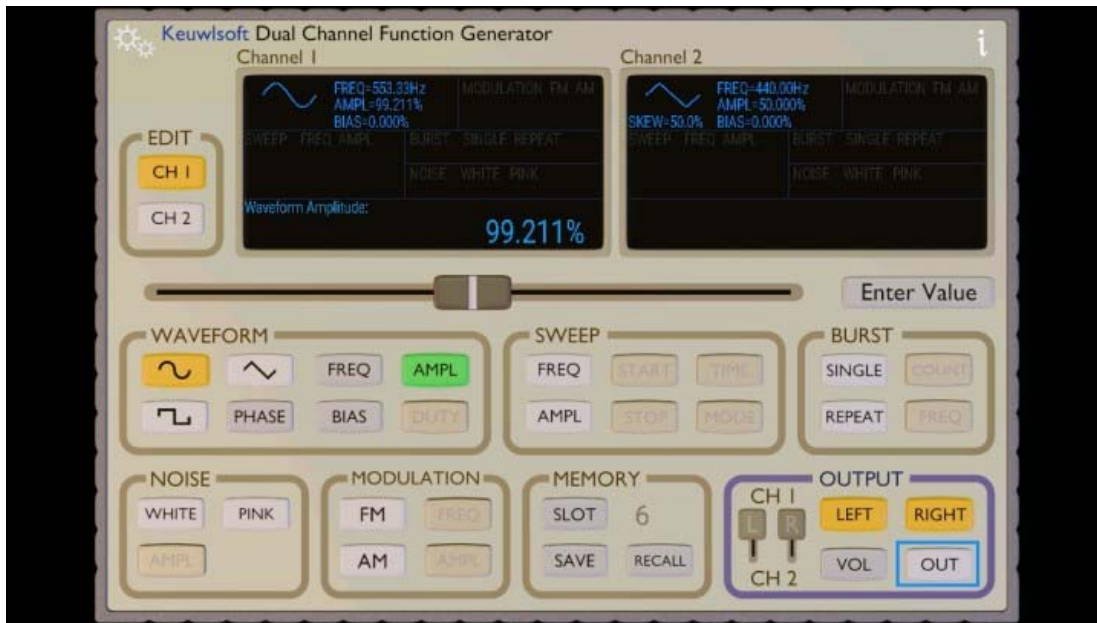 Keuwlsoft Dual Channel Function Generator
i
Channel 1
Channel 2
FREQ=553.33Hz
AMPL=99.211%
BIAS=0.000%
MODULATION FM AM
SWEEP FREQ AMPL
BURST SINGLE REPEAT
NOISE WHITE PINK
Waveform Amplitude:
99.211%
FREQ=440.00Hz
AMPL=50.000%
SKEW=50.0% BIAS=0.000%
MODULATION FM AM
SWEEP FREQ AMPL
BURST SINGLE REPEAT
NOISE WHITE PINK
EDIT
CH 1
CH 2
Enter Value
WAVEFORM
FREQ AMPL
PHASE BIAS DUTY
SWEEP
FREQ START TIME
AMPL STOP MODE
BURST
SINGLE COUNT
REPEAT FREQ
NOISE
WHITE PINK
AMPL
MODULATION
FM FREQ
AM AMPL
MEMORY
SLOT 6
SAVE RECALL
OUTPUT
CH 1
L R
CH 2
LEFT RIGHT
VOL OUT